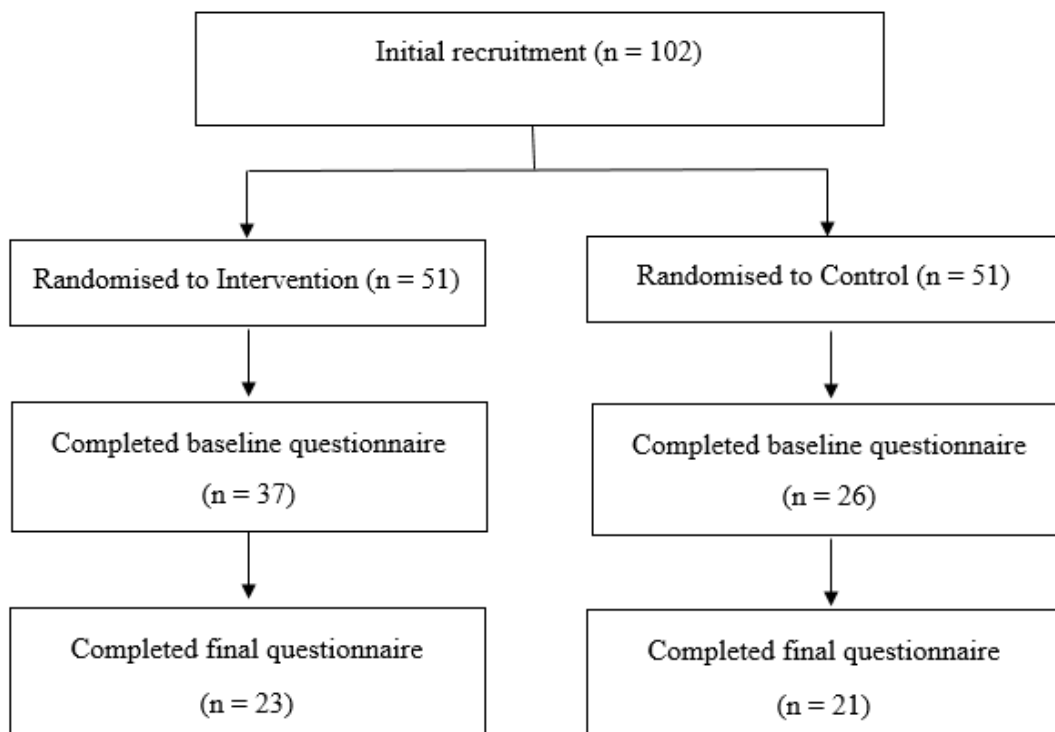 Initial recruitment (n = 102)
Randomised to Intervention (n = 51)
Randomised to Control (n = 51)
Completed baseline questionnaire
(n = 37)
Completed baseline questionnaire
(n = 26)
Completed final questionnaire
(n = 23)
Completed final questionnaire
(n = 21)